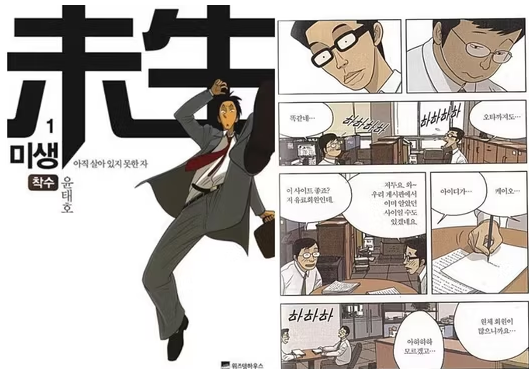 未生
1
미생
아직 살아 있지 못한 자
착수
윤태호
위즈덤하우스
똑같네…
하하하하
하하하하
오타까지도…
이 사이트 좋죠?
저 유료회원인데.
저두요. 와~
우리 게시판에서
이미 알았던
사이일 수도
있겠네요.
아이디가…
케이오…
하하하
아하하하
모르겠고…
현재 회원이
많으니까요…